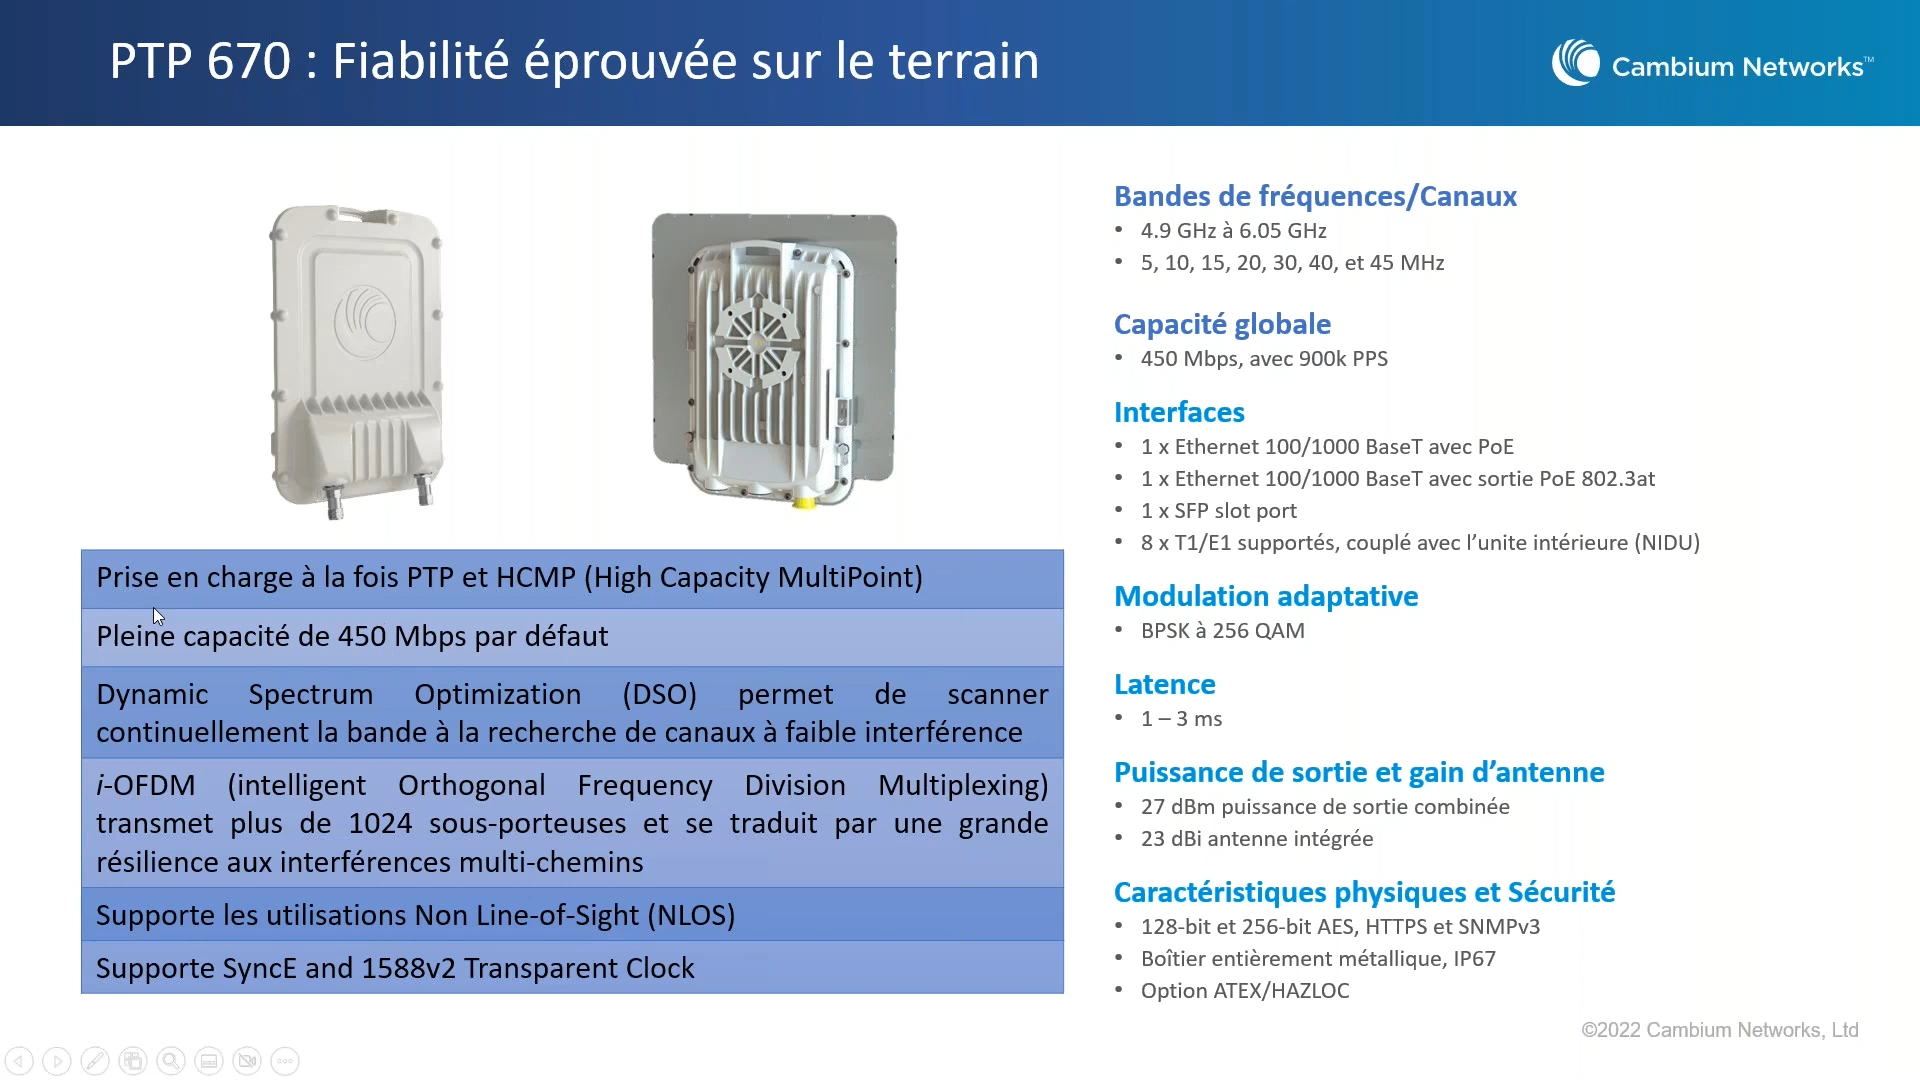 PTP 670 : Fiabilité éprouvée sur le terrain
Cambium Networks™
Prise en charge à la fois PTP et HCMP (High Capacity MultiPoint)
Pleine capacité de 450 Mbps par défaut
Dynamic Spectrum Optimization (DSO) permet de scanner
continuellement la bande à la recherche de canaux à faible interférence
i-OFDM (intelligent Orthogonal Frequency Division Multiplexing)
transmet plus de 1024 sous-porteuses et se traduit par une grande
résilience aux interférences multi-chemins
Supporte les utilisations Non Line-of-Sight (NLOS)
Supporte SyncE and 1588v2 Transparent Clock
Bandes de fréquences/Canaux
• 4.9 GHz à 6.05 GHz
• 5, 10, 15, 20, 30, 40, et 45 MHz
Capacité globale
• 450 Mbps, avec 900k PPS
Interfaces
• 1 x Ethernet 100/1000 BaseT avec PoE
• 1 x Ethernet 100/1000 BaseT avec sortie PoE 802.3at
• 1 x SFP slot port
• 8 x T1/E1 supportés, couplé avec l’unite intérieure (NIDU)
Modulation adaptative
• BPSK à 256 QAM
Latence
• 1 – 3 ms
Puissance de sortie et gain d’antenne
• 27 dBm puissance de sortie combinée
• 23 dBi antenne intégrée
Caractéristiques physiques et Sécurité
• 128-bit et 256-bit AES, HTTPS et SNMPv3
• Boîtier entièrement métallique, IP67
• Option ATEX/HAZLOC
©2022 Cambium Networks, Ltd